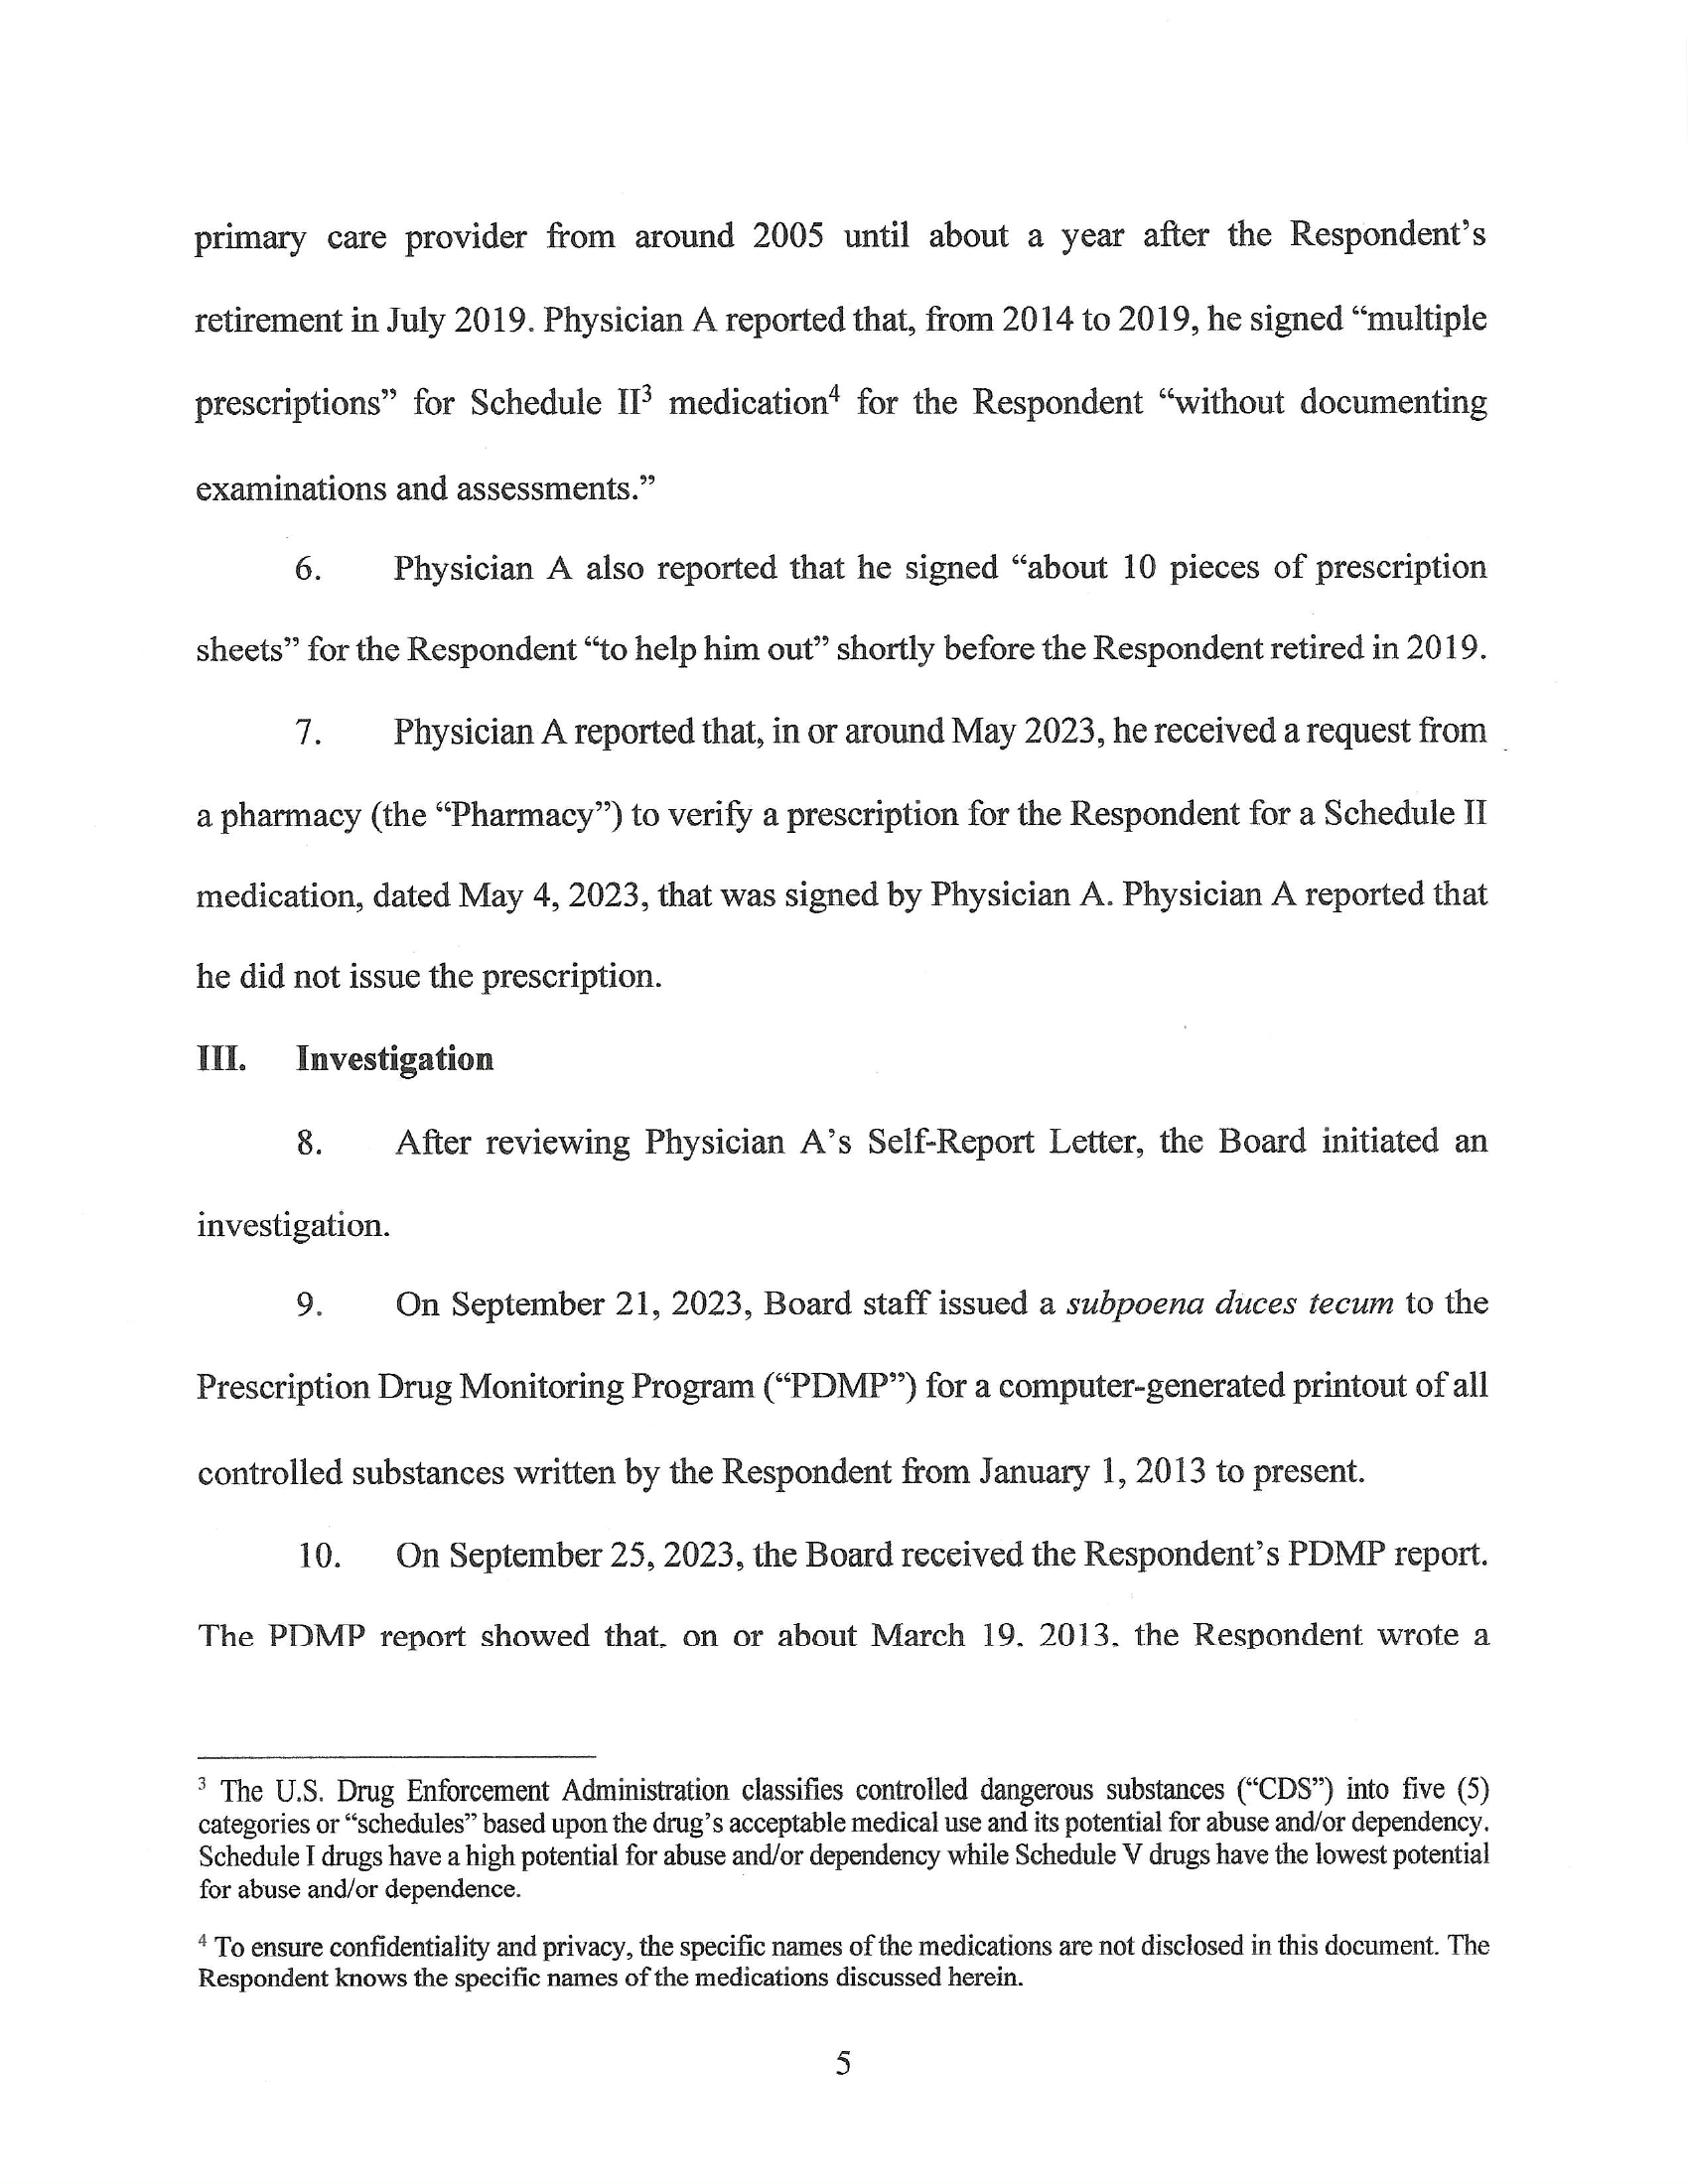 primary care provider from around 2005 until about a year after the Respondent's
retirement in July 2019. Physician A reported that, from 2014 to 2019, he signed “multiple
prescriptions” for Schedule II³ medication⁴ for the Respondent “without documenting
examinations and assessments.”
6. Physician A also reported that he signed “about 10 pieces of prescription
sheets” for the Respondent “to help him out” shortly before the Respondent retired in 2019.
7. Physician A reported that, in or around May 2023, he received a request from
a pharmacy (the “Pharmacy”) to verify a prescription for the Respondent for a Schedule II
medication, dated May 4, 2023, that was signed by Physician A. Physician A reported that
he did not issue the prescription.
III. Investigation
8. After reviewing Physician A's Self-Report Letter, the Board initiated an
investigation.
9. On September 21, 2023, Board staff issued a subpoena duces tecum to the
Prescription Drug Monitoring Program (“PDMP”) for a computer-generated printout of all
controlled substances written by the Respondent from January 1, 2013 to present.
10. On September 25, 2023, the Board received the Respondent's PDMP report.
The PDMP report showed that, on or about March 19, 2013, the Respondent wrote a
³ The U.S. Drug Enforcement Administration classifies controlled dangerous substances (“CDS”) into five (5)
categories or “schedules” based upon the drug's acceptable medical use and its potential for abuse and/or dependency.
Schedule I drugs have a high potential for abuse and/or dependency while Schedule V drugs have the lowest potential
for abuse and/or dependence.
⁴ To ensure confidentiality and privacy, the specific names of the medications are not disclosed in this document. The
Respondent knows the specific names of the medications discussed herein.
5